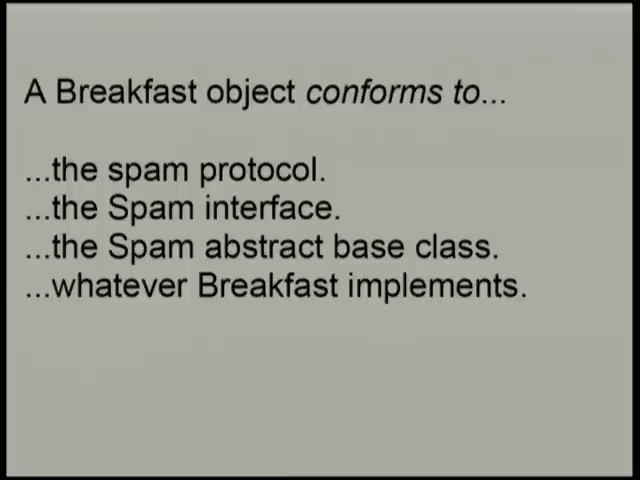 A Breakfast object conforms to...
...the spam protocol.
...the Spam interface.
...the Spam abstract base class.
...whatever Breakfast implements.